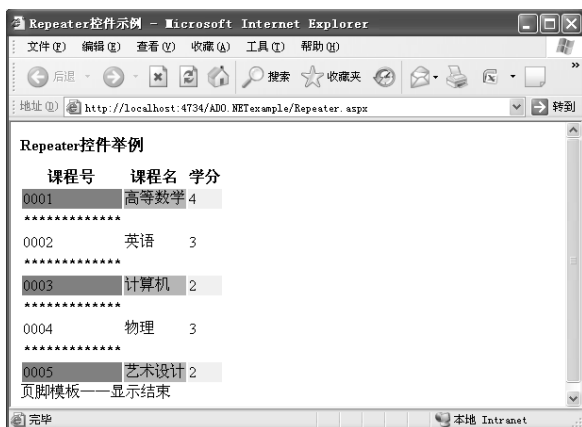 Repeater控件示例 - Microsoft Internet Explorer
文件(F) 编辑(E) 查看(V) 收藏(A) 工具(T) 帮助(H)
后退 搜索 收藏夹
地址(D) http://localhost:4734/ADO.NETexample/Repeater.aspx 转到
Repeater控件举例
课程号 课程名 学分
0001 高等数学 4
*************
0002 英语 3
*************
0003 计算机 2
*************
0004 物理 3
*************
0005 艺术设计 2
页脚模板——显示结束
完毕 本地 Intranet